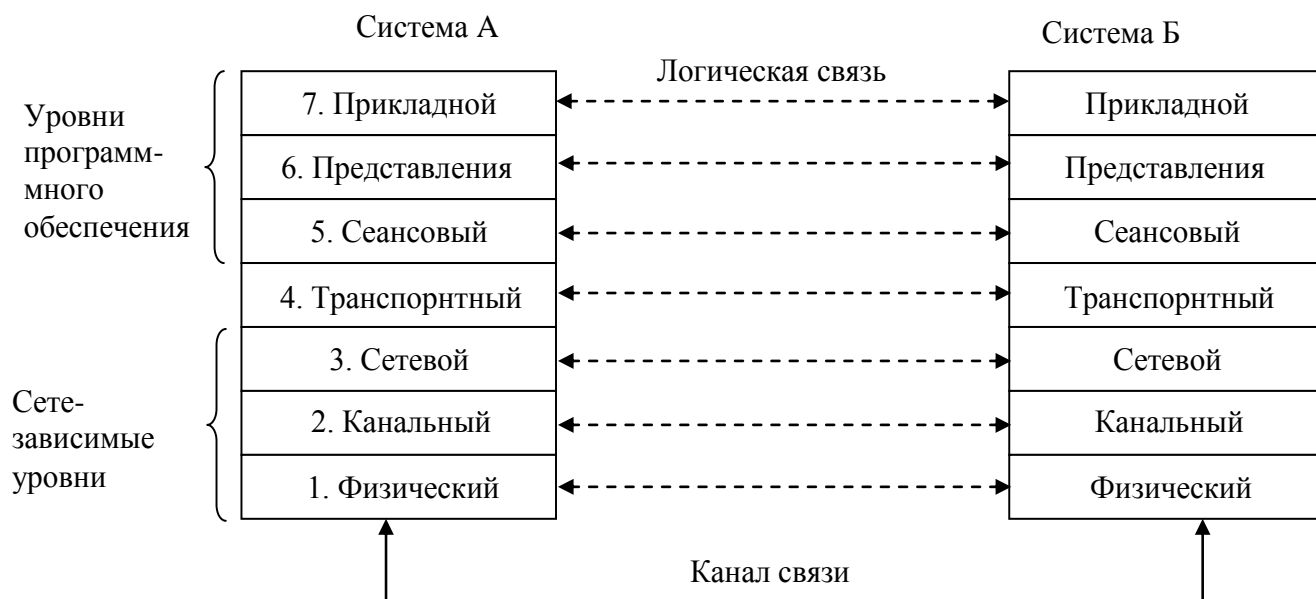 Система А
Система Б
Логическая связь
Уровни
программ-
много
обеспечения
7. Прикладной
Прикладной
6. Представления
Представления
5. Сеансовый
Сеансовый
4. Транспорнтный
Транспорнтный
Сете-
зависимые
уровни
3. Сетевой
Сетевой
2. Канальный
Канальный
1. Физический
Физический
Канал связи